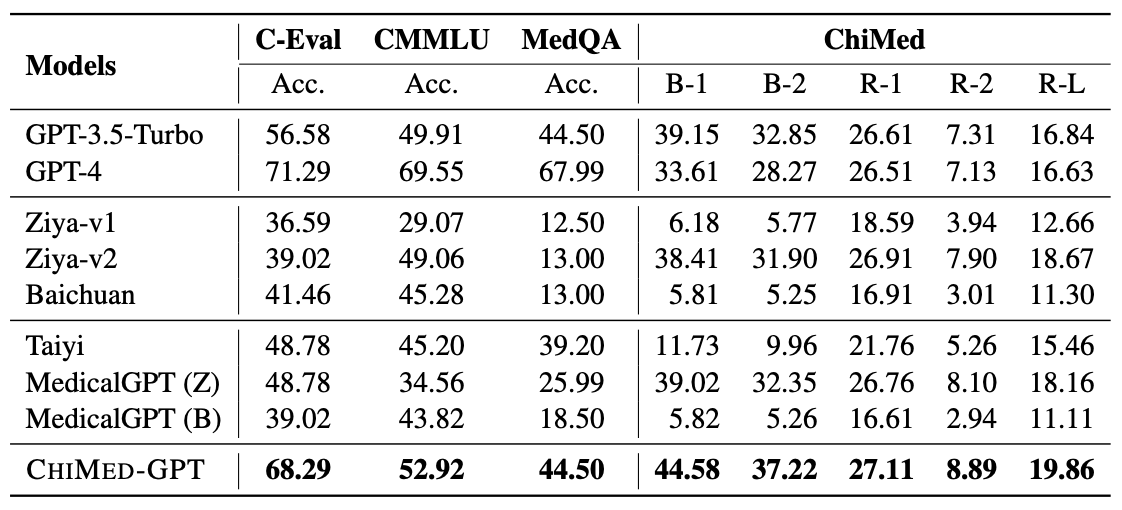 Models C-Eval CMMLU MedQA ChiMed
Acc. Acc. Acc. B-1 B-2 R-1 R-2 R-L
GPT-3.5-Turbo 56.58 49.91 44.50 39.15 32.85 26.61 7.31 16.84
GPT-4 71.29 69.55 67.99 33.61 28.27 26.51 7.13 16.63
Ziya-v1 36.59 29.07 12.50 6.18 5.77 18.59 3.94 12.66
Ziya-v2 39.02 49.06 13.00 38.41 31.90 26.91 7.90 18.67
Baichuan 41.46 45.28 13.00 5.81 5.25 16.91 3.01 11.30
Taiyi 48.78 45.20 39.20 11.73 9.96 21.76 5.26 15.46
MedicalGPT (Z) 48.78 34.56 25.99 39.02 32.35 26.76 8.10 18.16
MedicalGPT (B) 39.02 43.82 18.50 5.82 5.26 16.61 2.94 11.11
CHIMED-GPT 68.29 52.92 44.50 44.58 37.22 27.11 8.89 19.86